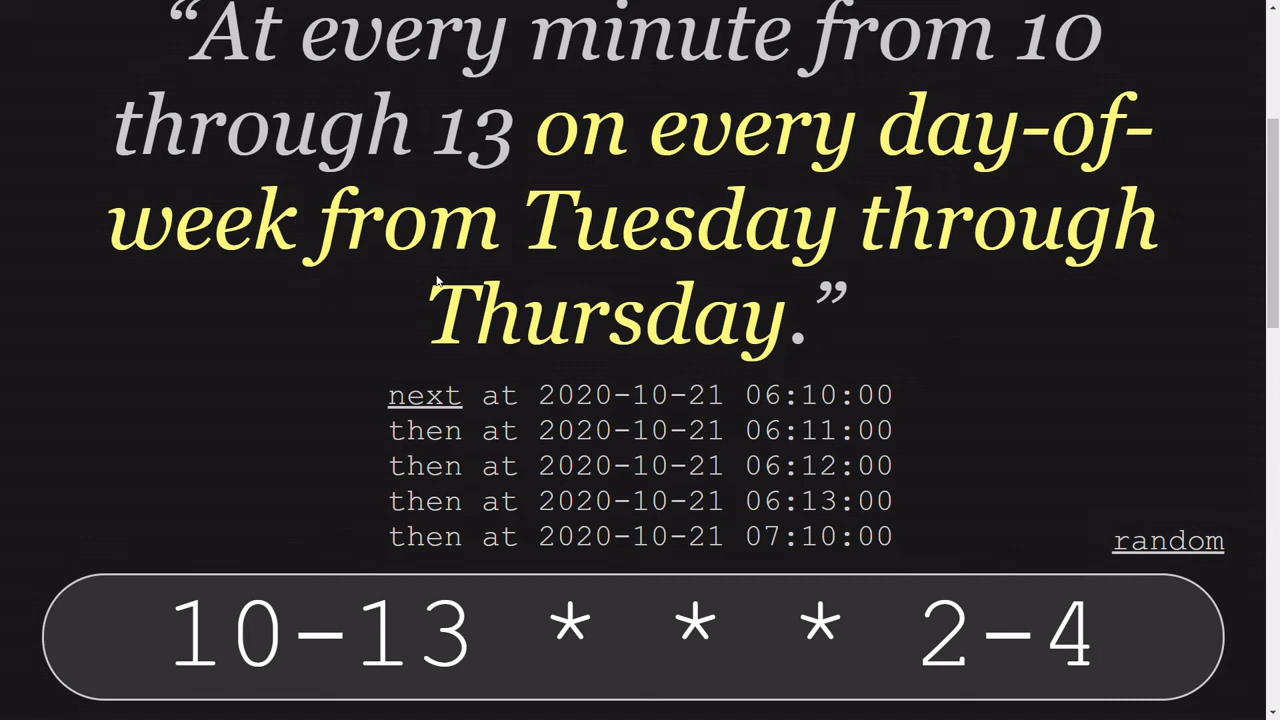 “At every minute from 10
through 13 on every day-of-
week from Tuesday through
Thursday.”
next at 2020-10-21 06:10:00
then at 2020-10-21 06:11:00
then at 2020-10-21 06:12:00
then at 2020-10-21 06:13:00
then at 2020-10-21 07:10:00
random
10-13 * * * 2-4